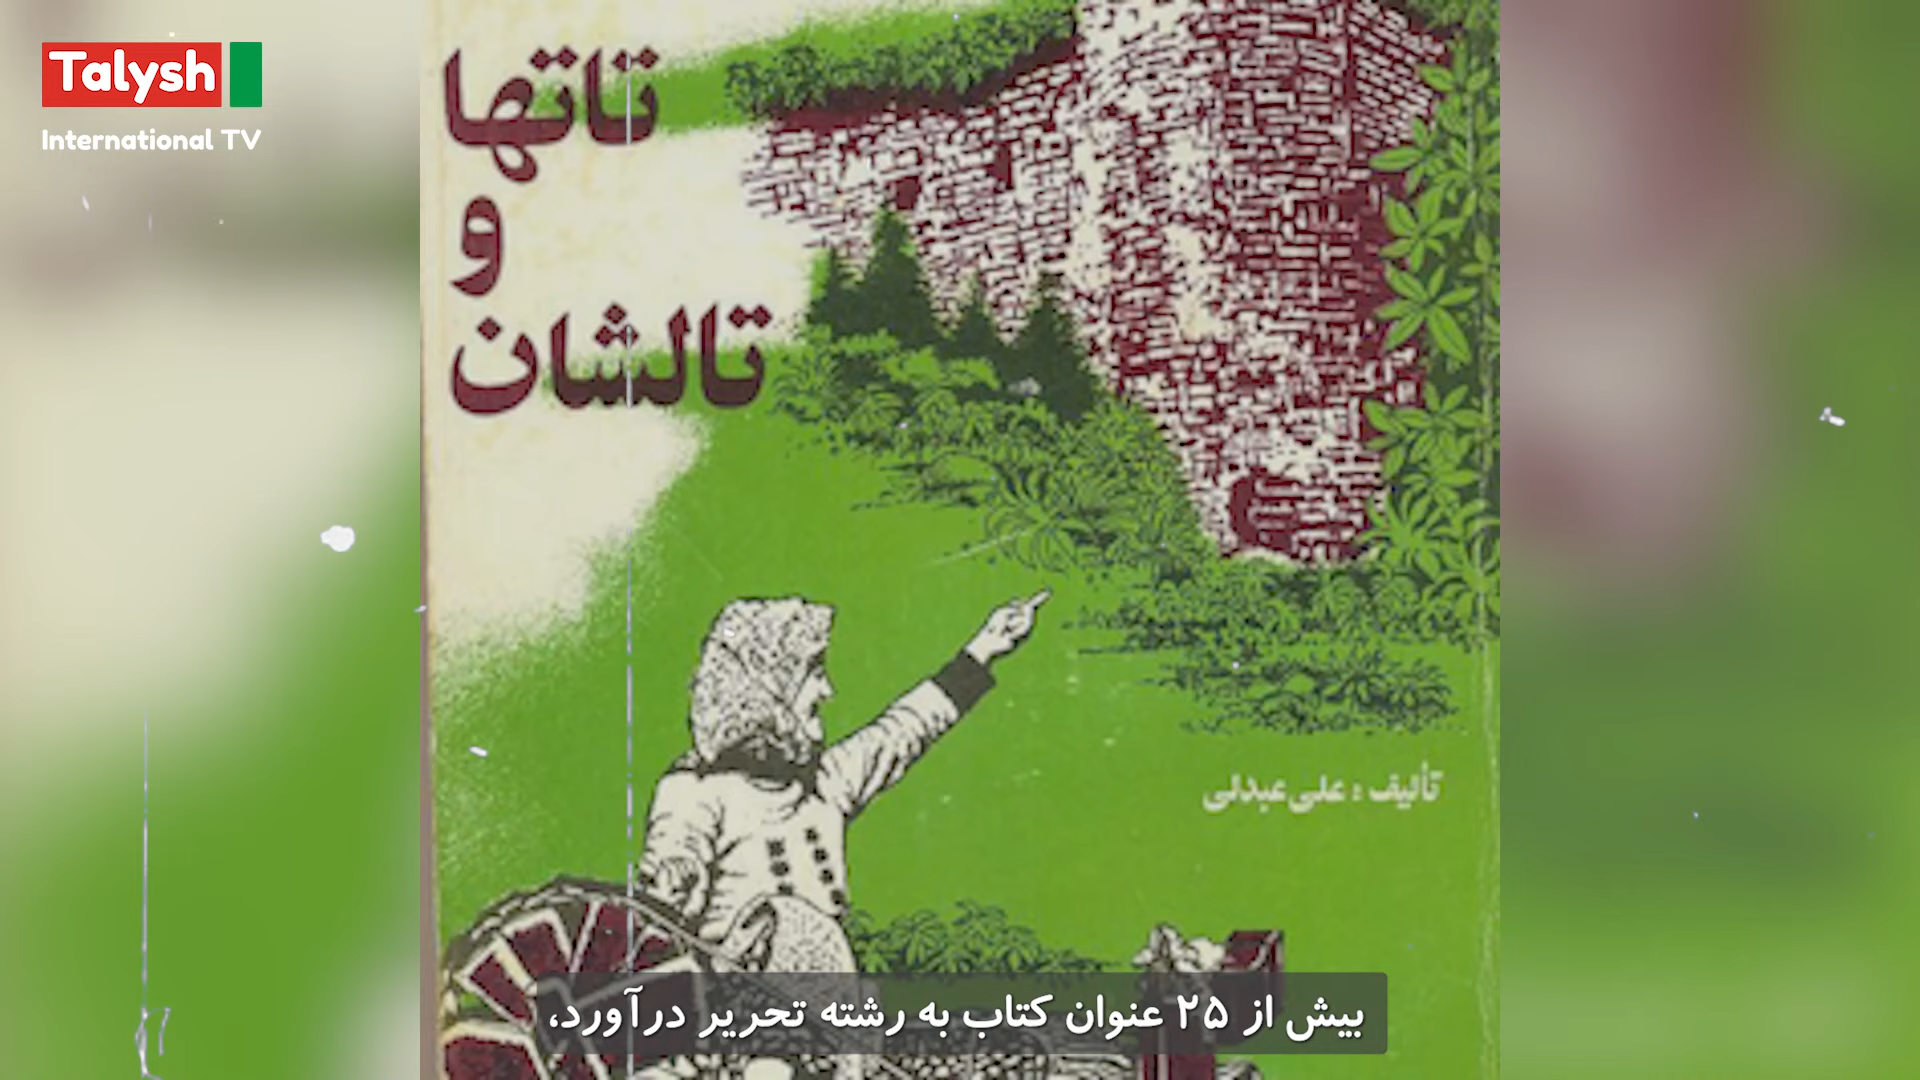 Talysh
International TV
تاتها
و
تالشان
تألیف : علی عبدلی
بیش از ۲۵ عنوان کتاب به رشته تحریر درآورد،